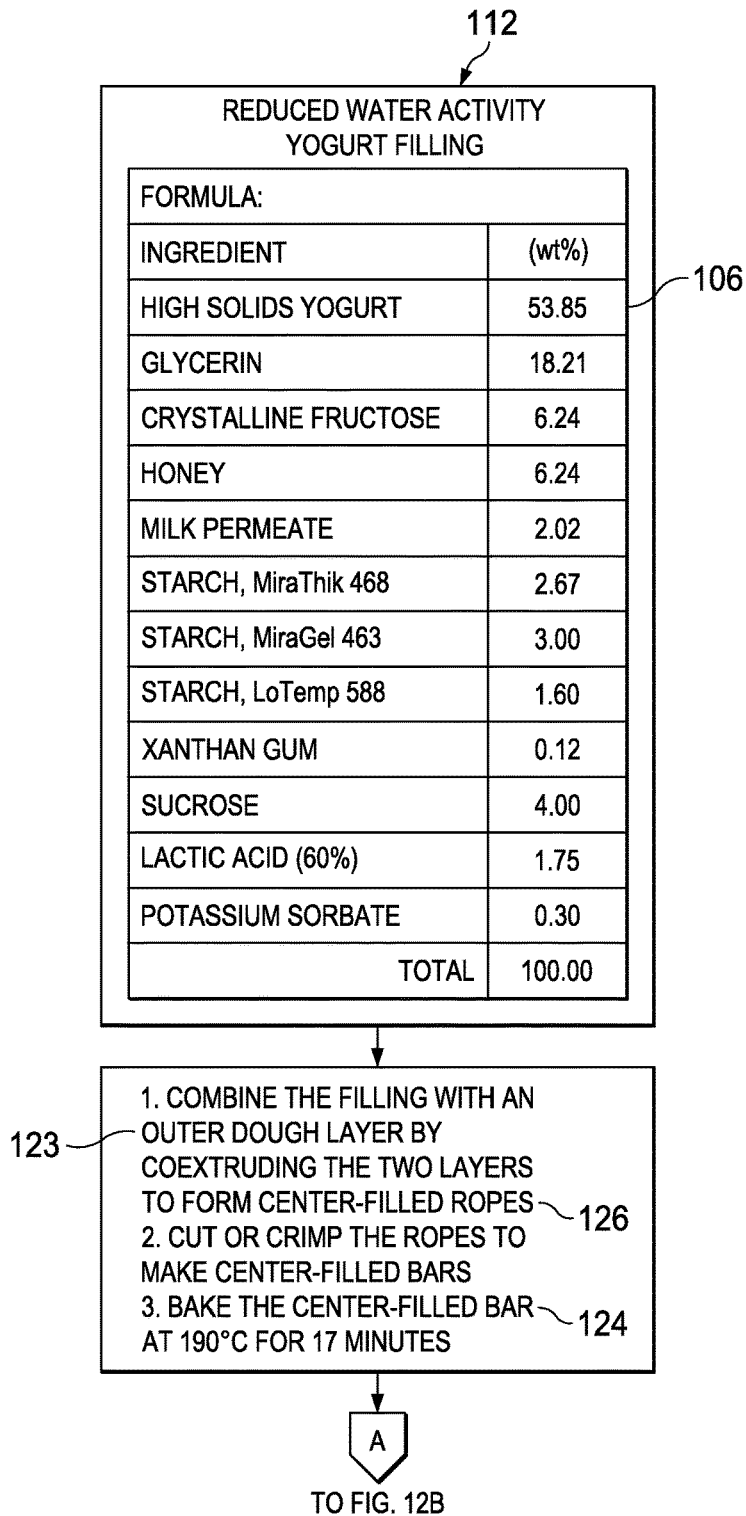 112
REDUCED WATER ACTIVITY
YOGURT FILLING
FORMULA:
INGREDIENT (wt%)
106
HIGH SOLIDS YOGURT 53.85
GLYCERIN 18.21
CRYSTALLINE FRUCTOSE 6.24
HONEY 6.24
MILK PERMEATE 2.02
STARCH, MiraThik 468 2.67
STARCH, MiraGel 463 3.00
STARCH, LoTemp 588 1.60
XANTHAN GUM 0.12
SUCROSE 4.00
LACTIC ACID (60%) 1.75
POTASSIUM SORBATE 0.30
TOTAL 100.00
1. COMBINE THE FILLING WITH AN
123 OUTER DOUGH LAYER BY
COEXTRUDING THE TWO LAYERS
TO FORM CENTER-FILLED ROPES 126
2. CUT OR CRIMP THE ROPES TO
MAKE CENTER-FILLED BARS
3. BAKE THE CENTER-FILLED BAR 124
AT 190°C FOR 17 MINUTES
A
TO FIG. 12B